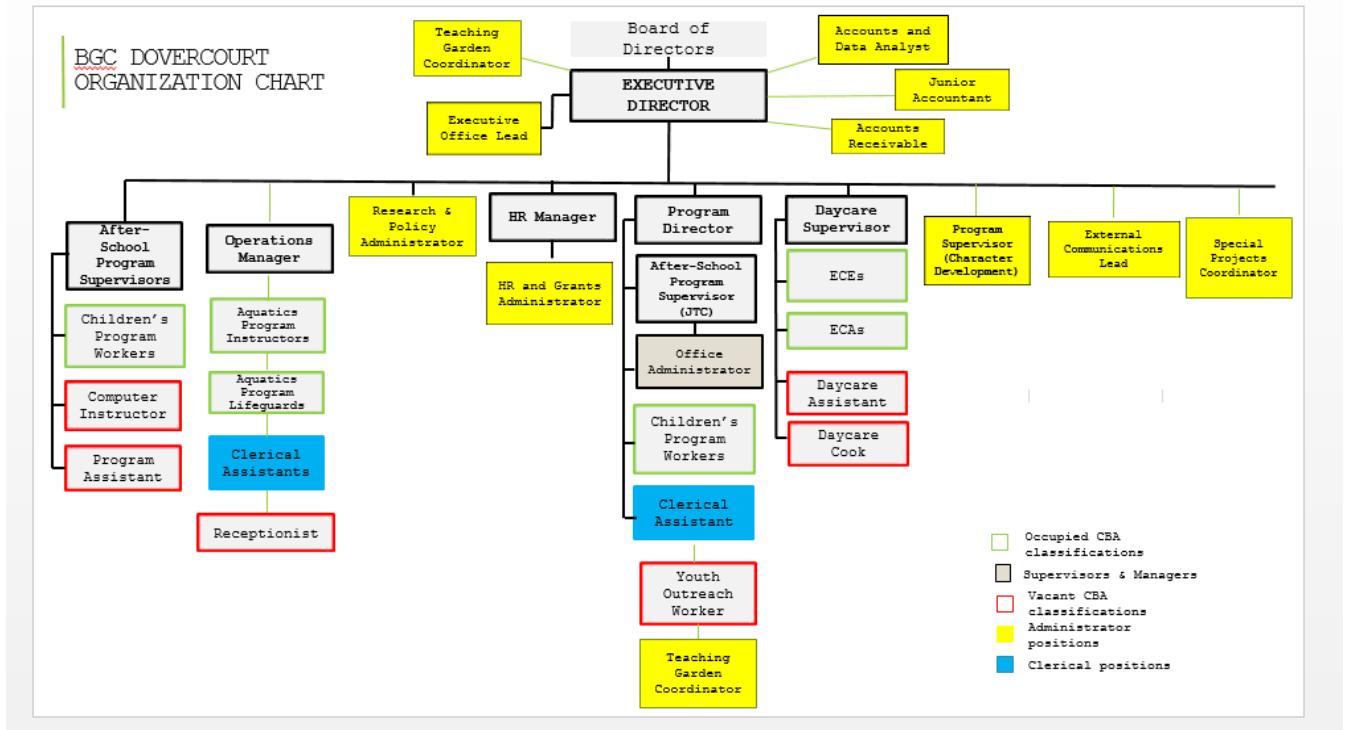 BGC DOVERCOURT
ORGANIZATION CHART
Teaching
Garden
Coordinator
Board of
Directors
Accounts and
Data Analyst
EXECUTIVE
DIRECTOR
Junior
Accountant
Executive
Office Lead
Accounts
Receivable
After-
School
Program
Supervisors
Operations
Manager
Research &
Policy
Administrator
HR Manager
Program
Director
Daycare
Supervisor
Program
Supervisor
(Character
Development)
External
Communications
Lead
Special
Projects
Coordinator
Children's
Program
Workers
Computer
Instructor
Program
Assistant
Aquatics
Program
Instructors
Aquatics
Program
Lifeguards
Clerical
Assistants
Receptionist
HR and Grants
Administrator
After-School
Program
Supervisor
(JTC)
Office
Administrator
Children's
Program
Workers
Clerical
Assistant
Youth
Outreach
Worker
Teaching
Garden
Coordinator
ECEs
ECAs
Daycare
Assistant
Daycare
Cook
Occupied CBA
classifications
Supervisors & Managers
Vacant CBA
classifications
Administrator
positions
Clerical positions